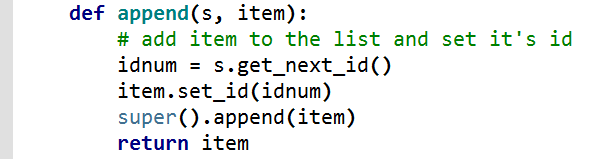 def append(s, item):
# add item to the list and set it's id
idnum = s.get_next_id()
item.set_id(idnum)
super().append(item)
return item